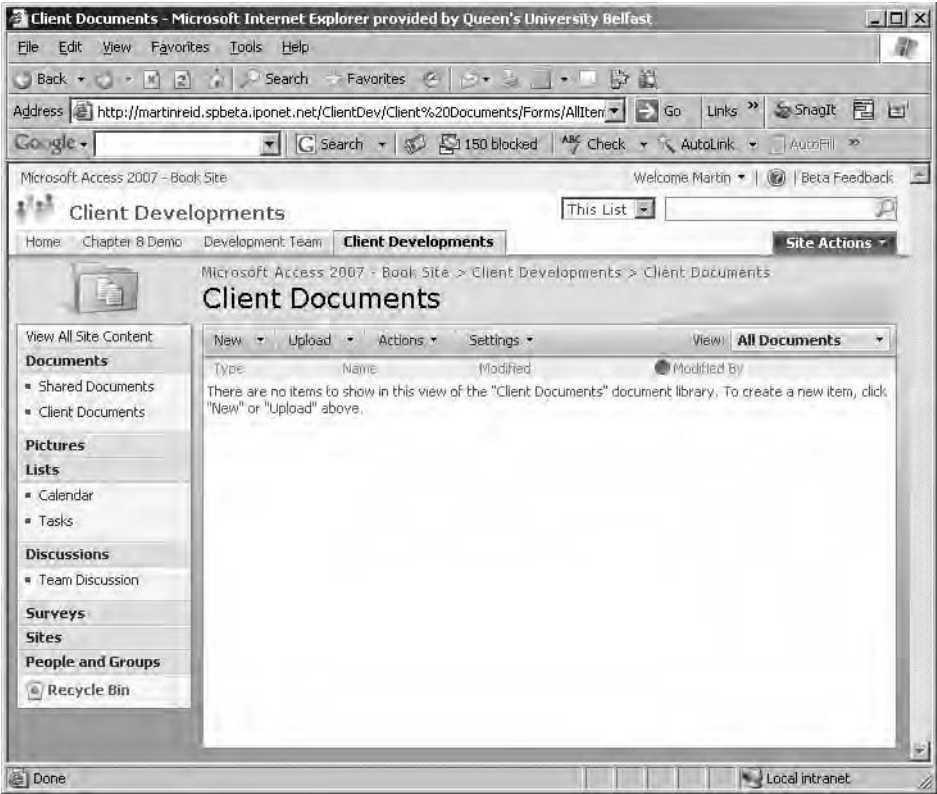 Client Documents - Microsoft Internet Explorer provided by Queen's University Belfast
File Edit View Favorites Tools Help
Back Search Favorites
Address http://martinreid.spbeta.iponet.net/ClientDev/Client%20Documents/Forms/AllIten Go Links » SnagIt
Google Search 150 blocked ABC Check AutoLink AutoFill »
Microsoft Access 2007 - Book Site Welcome Martin | | Beta Feedback
Client Developments This List
Home Chapter 8 Demo Development Team Client Developments Site Actions
Microsoft Access 2007 - Book Site > Client Developments > Client Documents
Client Documents
View All Site Content
Documents
Shared Documents
Client Documents
Pictures
Lists
Calendar
Tasks
Discussions
Team Discussion
Surveys
Sites
People and Groups
Recycle Bin
New Upload Actions Settings View: All Documents
Type Name Modified Modified By
There are no items to show in this view of the "Client Documents" document library. To create a new item, click
"New" or "Upload" above.
Done Local intranet